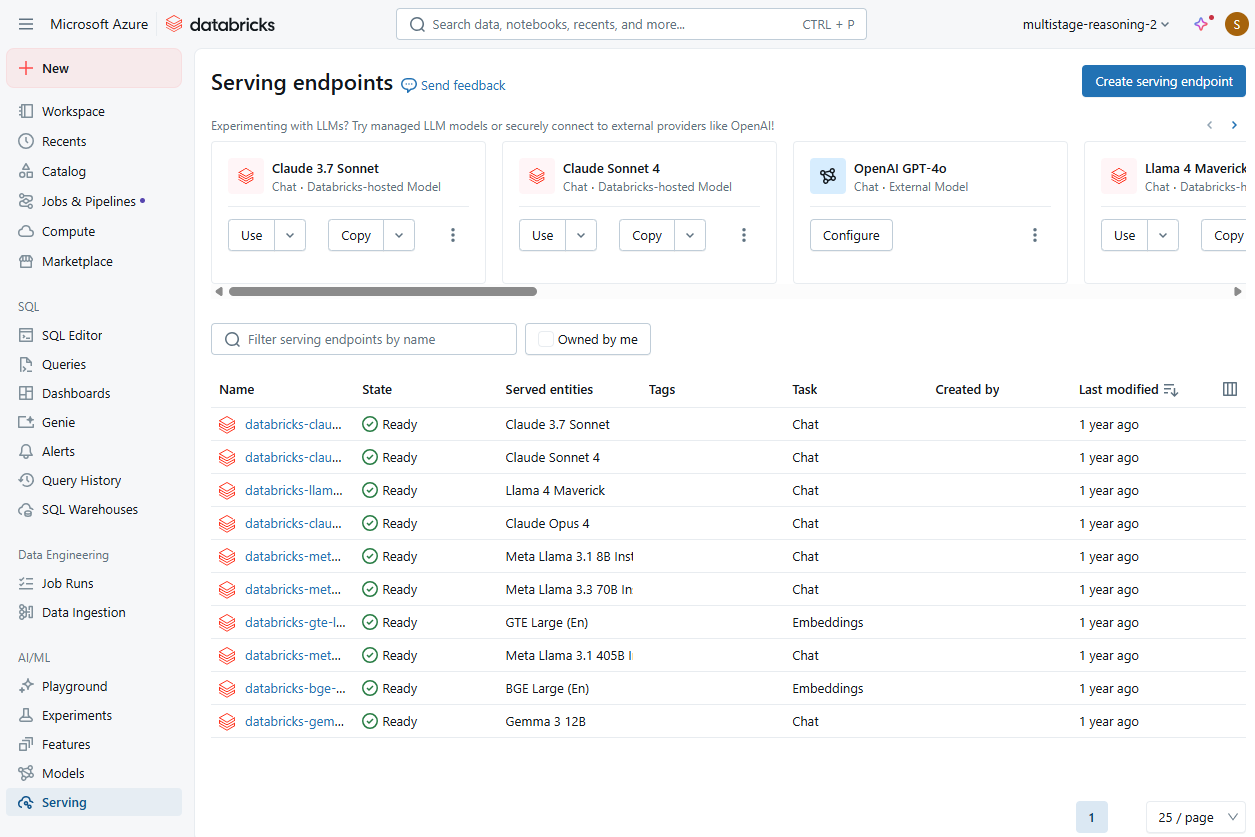 Microsoft Azure databricks Search data, notebooks, recents, and more... CTRL + P multistage-reasoning-2 S
New
Workspace
Recents
Catalog
Jobs & Pipelines
Compute
Marketplace
SQL
SQL Editor
Queries
Dashboards
Genie
Alerts
Query History
SQL Warehouses
Data Engineering
Job Runs
Data Ingestion
AI/ML
Playground
Experiments
Features
Models
Serving
Serving endpoints Send feedback Create serving endpoint
Experimenting with LLMs? Try managed LLM models or securely connect to external providers like OpenAI!
Claude 3.7 Sonnet
Chat • Databricks-hosted Model
Use Copy
Claude Sonnet 4
Chat • Databricks-hosted Model
Use Copy
OpenAI GPT-4o
Chat • External Model
Configure
Llama 4 Maverick
Chat • Databricks-h
Use Copy
Filter serving endpoints by name Owned by me
Name State Served entities Tags Task Created by Last modified
databricks-clau... Ready Claude 3.7 Sonnet Chat 1 year ago
databricks-clau... Ready Claude Sonnet 4 Chat 1 year ago
databricks-llam... Ready Llama 4 Maverick Chat 1 year ago
databricks-clau... Ready Claude Opus 4 Chat 1 year ago
databricks-met... Ready Meta Llama 3.1 8B Inst Chat 1 year ago
databricks-met... Ready Meta Llama 3.3 70B In Chat 1 year ago
databricks-gte-l... Ready GTE Large (En) Embeddings 1 year ago
databricks-met... Ready Meta Llama 3.1 405B I Chat 1 year ago
databricks-bge-... Ready BGE Large (En) Embeddings 1 year ago
databricks-gem... Ready Gemma 3 12B Chat 1 year ago
1 25 / page